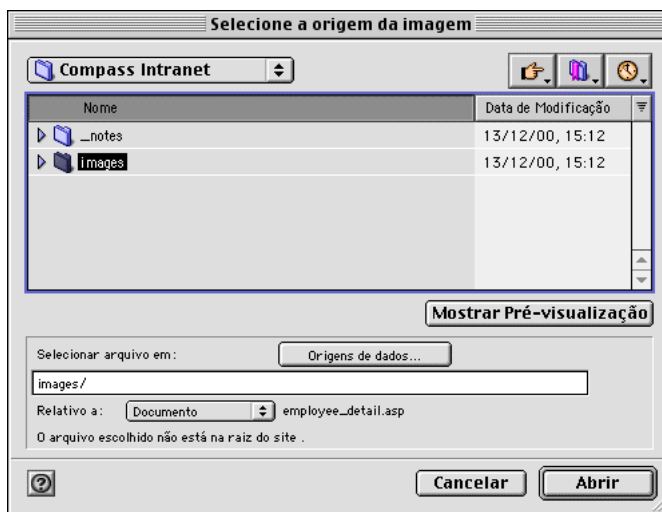 Selecione a origem da imagem
Compass Intranet
Nome Data de Modificação
_notes 13/12/00, 15:12
images 13/12/00, 15:12
Mostrar Pré-visualização
Selecionar arquivo em: Origens de dados...
images/
Relativo a: Documento employee_detail.asp
O arquivo escolhido não está na raiz do site .
? Cancelar Abrir